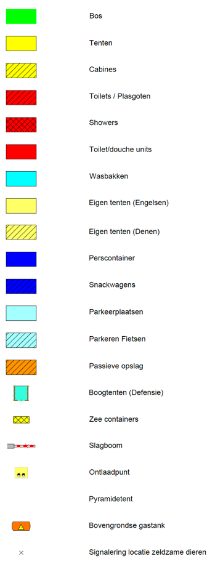 Bos
Tenten
Cabines
Toilets / Plasgoten
Showers
Toilet/douche units
Wasbakken
Eigen tenten (Engelsen)
Eigen tenten (Denen)
Perscontainer
Snackwagens
Parkeerplaatsen
Parkeren Fietsen
Passieve opslag
Boogtenten (Defensie)
Zee containers
Slagboom
Ontlaadpunt
Pyramidetent
Bovengrondse gastank
Signalering locatie zeldzame dieren